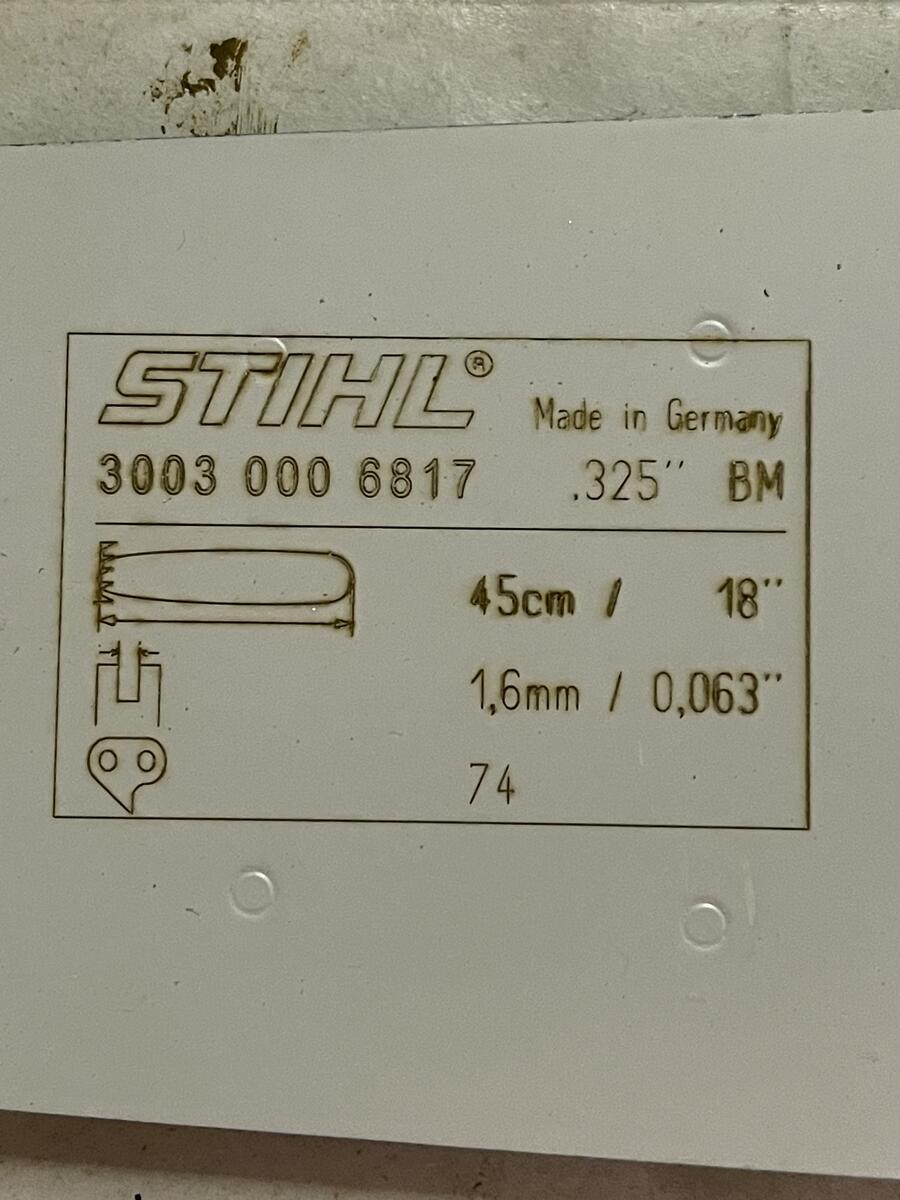 STIHL®
Made in Germany
3003 000 6817 .325" BM
45cm / 18"
1,6mm / 0,063"
74